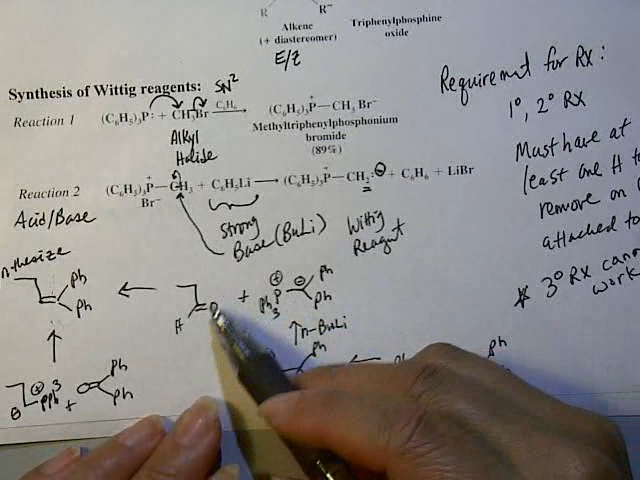 R R⁻
Alkene
(+ diastereomer)
Triphenylphosphine
oxide
E/Z
Synthesis of Wittig reagents: SN²
Reaction 1 (C₆H₅)₃P: + CH₃Br →C₆H₆ (C₆H₅)₃P⁺—CH₃ Br⁻
Alkyl
Halide
Methyltriphenylphosphonium
bromide
(89%)
Reaction 2 (C₆H₅)₃P⁺—CH₃ + C₆H₅Li → (C₆H₅)₃P⁺—CH₂:⊖ + C₆H₆ + LiBr
Br⁻
Acid/Base
Strong
Base (BuLi)
Wittig
Reagent
Requirement for RX:
1°, 2° RX
Must have at
least one H
remove on
attached to
* 3° RX
work
Ph
Ph
←
H
O
+
Ph₃P
⊕
⊖
Ph
Ph
↑ n-BuLi
Ph
Ph
⊖
⊕
PPh₃
+
O
Ph
Ph